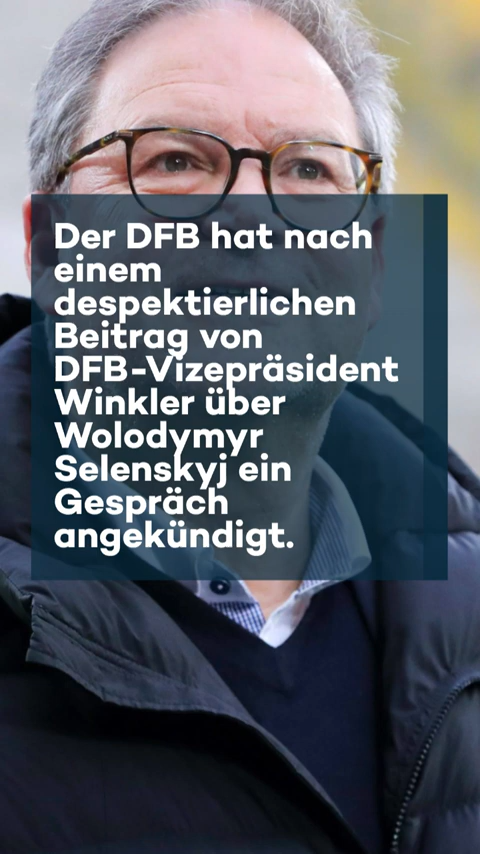 Der DFB hat nach
einem
despektierlichen
Beitrag von
DFB-Vizepräsident
Winkler über
Wolodymyr
Selenskyj ein
Gespräch
angekündigt.